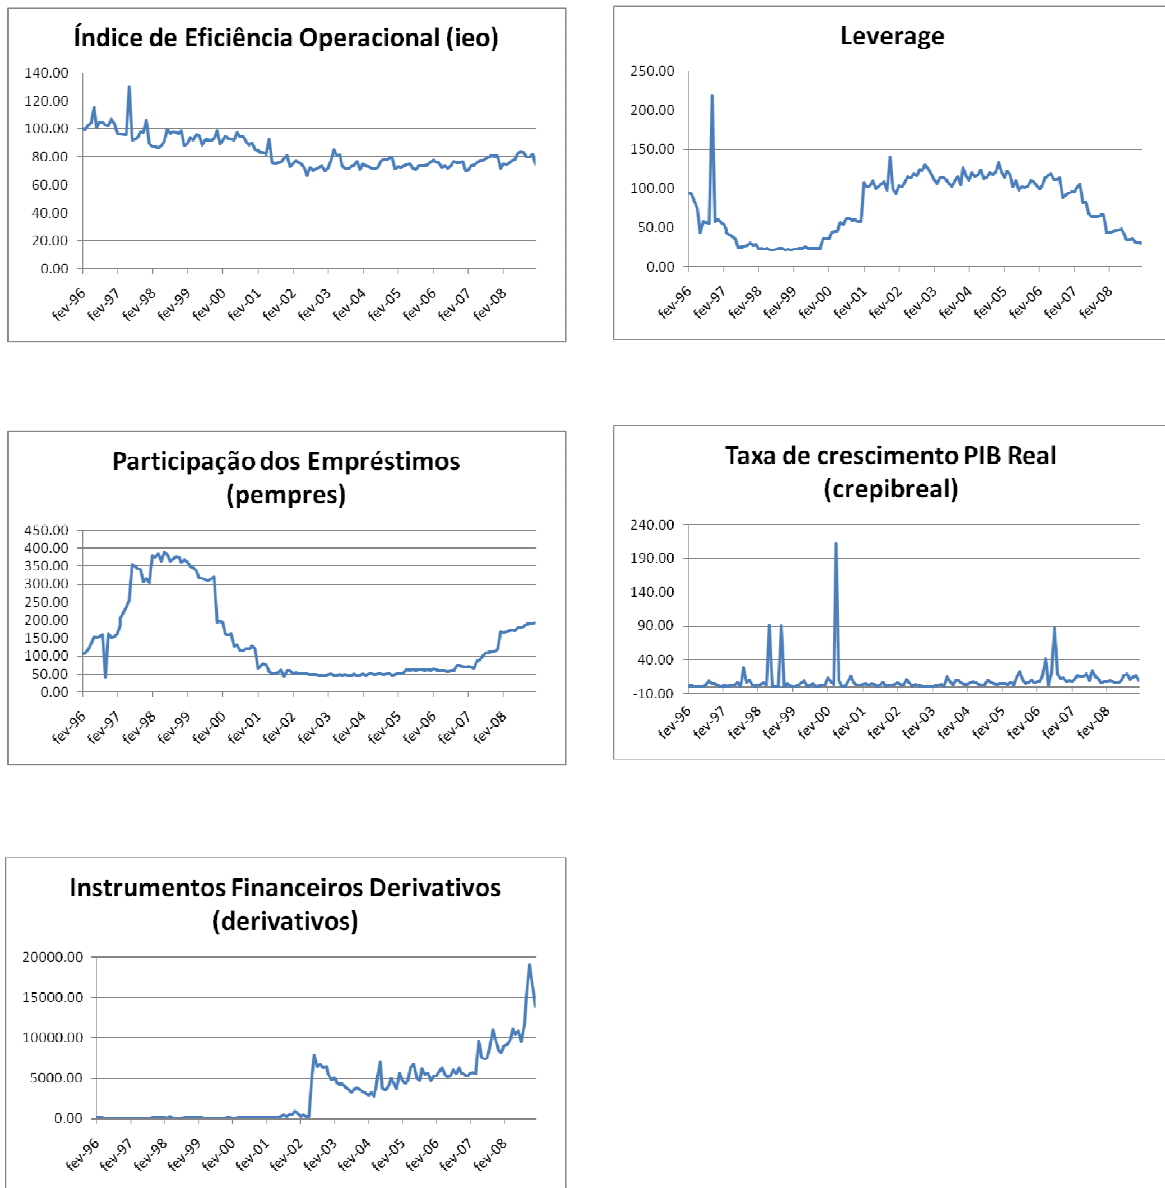 Índice de Eficiência Operacional (ieo)
140.00
120.00
100.00
80.00
60.00
40.00
20.00
0.00
fev-96
fev-97
fev-98
fev-99
fev-00
fev-01
fev-02
fev-03
fev-04
fev-05
fev-06
fev-07
fev-08
Leverage
250.00
200.00
150.00
100.00
50.00
0.00
fev-96
fev-97
fev-98
fev-99
fev-00
fev-01
fev-02
fev-03
fev-04
fev-05
fev-06
fev-07
fev-08
Participação dos Empréstimos
(pempres)
450.00
400.00
350.00
300.00
250.00
200.00
150.00
100.00
50.00
0.00
fev-96
fev-97
fev-98
fev-99
fev-00
fev-01
fev-02
fev-03
fev-04
fev-05
fev-06
fev-07
fev-08
Taxa de crescimento PIB Real
(crepibreal)
240.00
190.00
140.00
90.00
40.00
-10.00
fev-96
fev-97
fev-98
fev-99
fev-00
fev-01
fev-02
fev-03
fev-04
fev-05
fev-06
fev-07
fev-08
Instrumentos Financeiros Derivativos
(derivativos)
20000.00
15000.00
10000.00
5000.00
0.00
fev-96
fev-97
fev-98
fev-99
fev-00
fev-01
fev-02
fev-03
fev-04
fev-05
fev-06
fev-07
fev-08